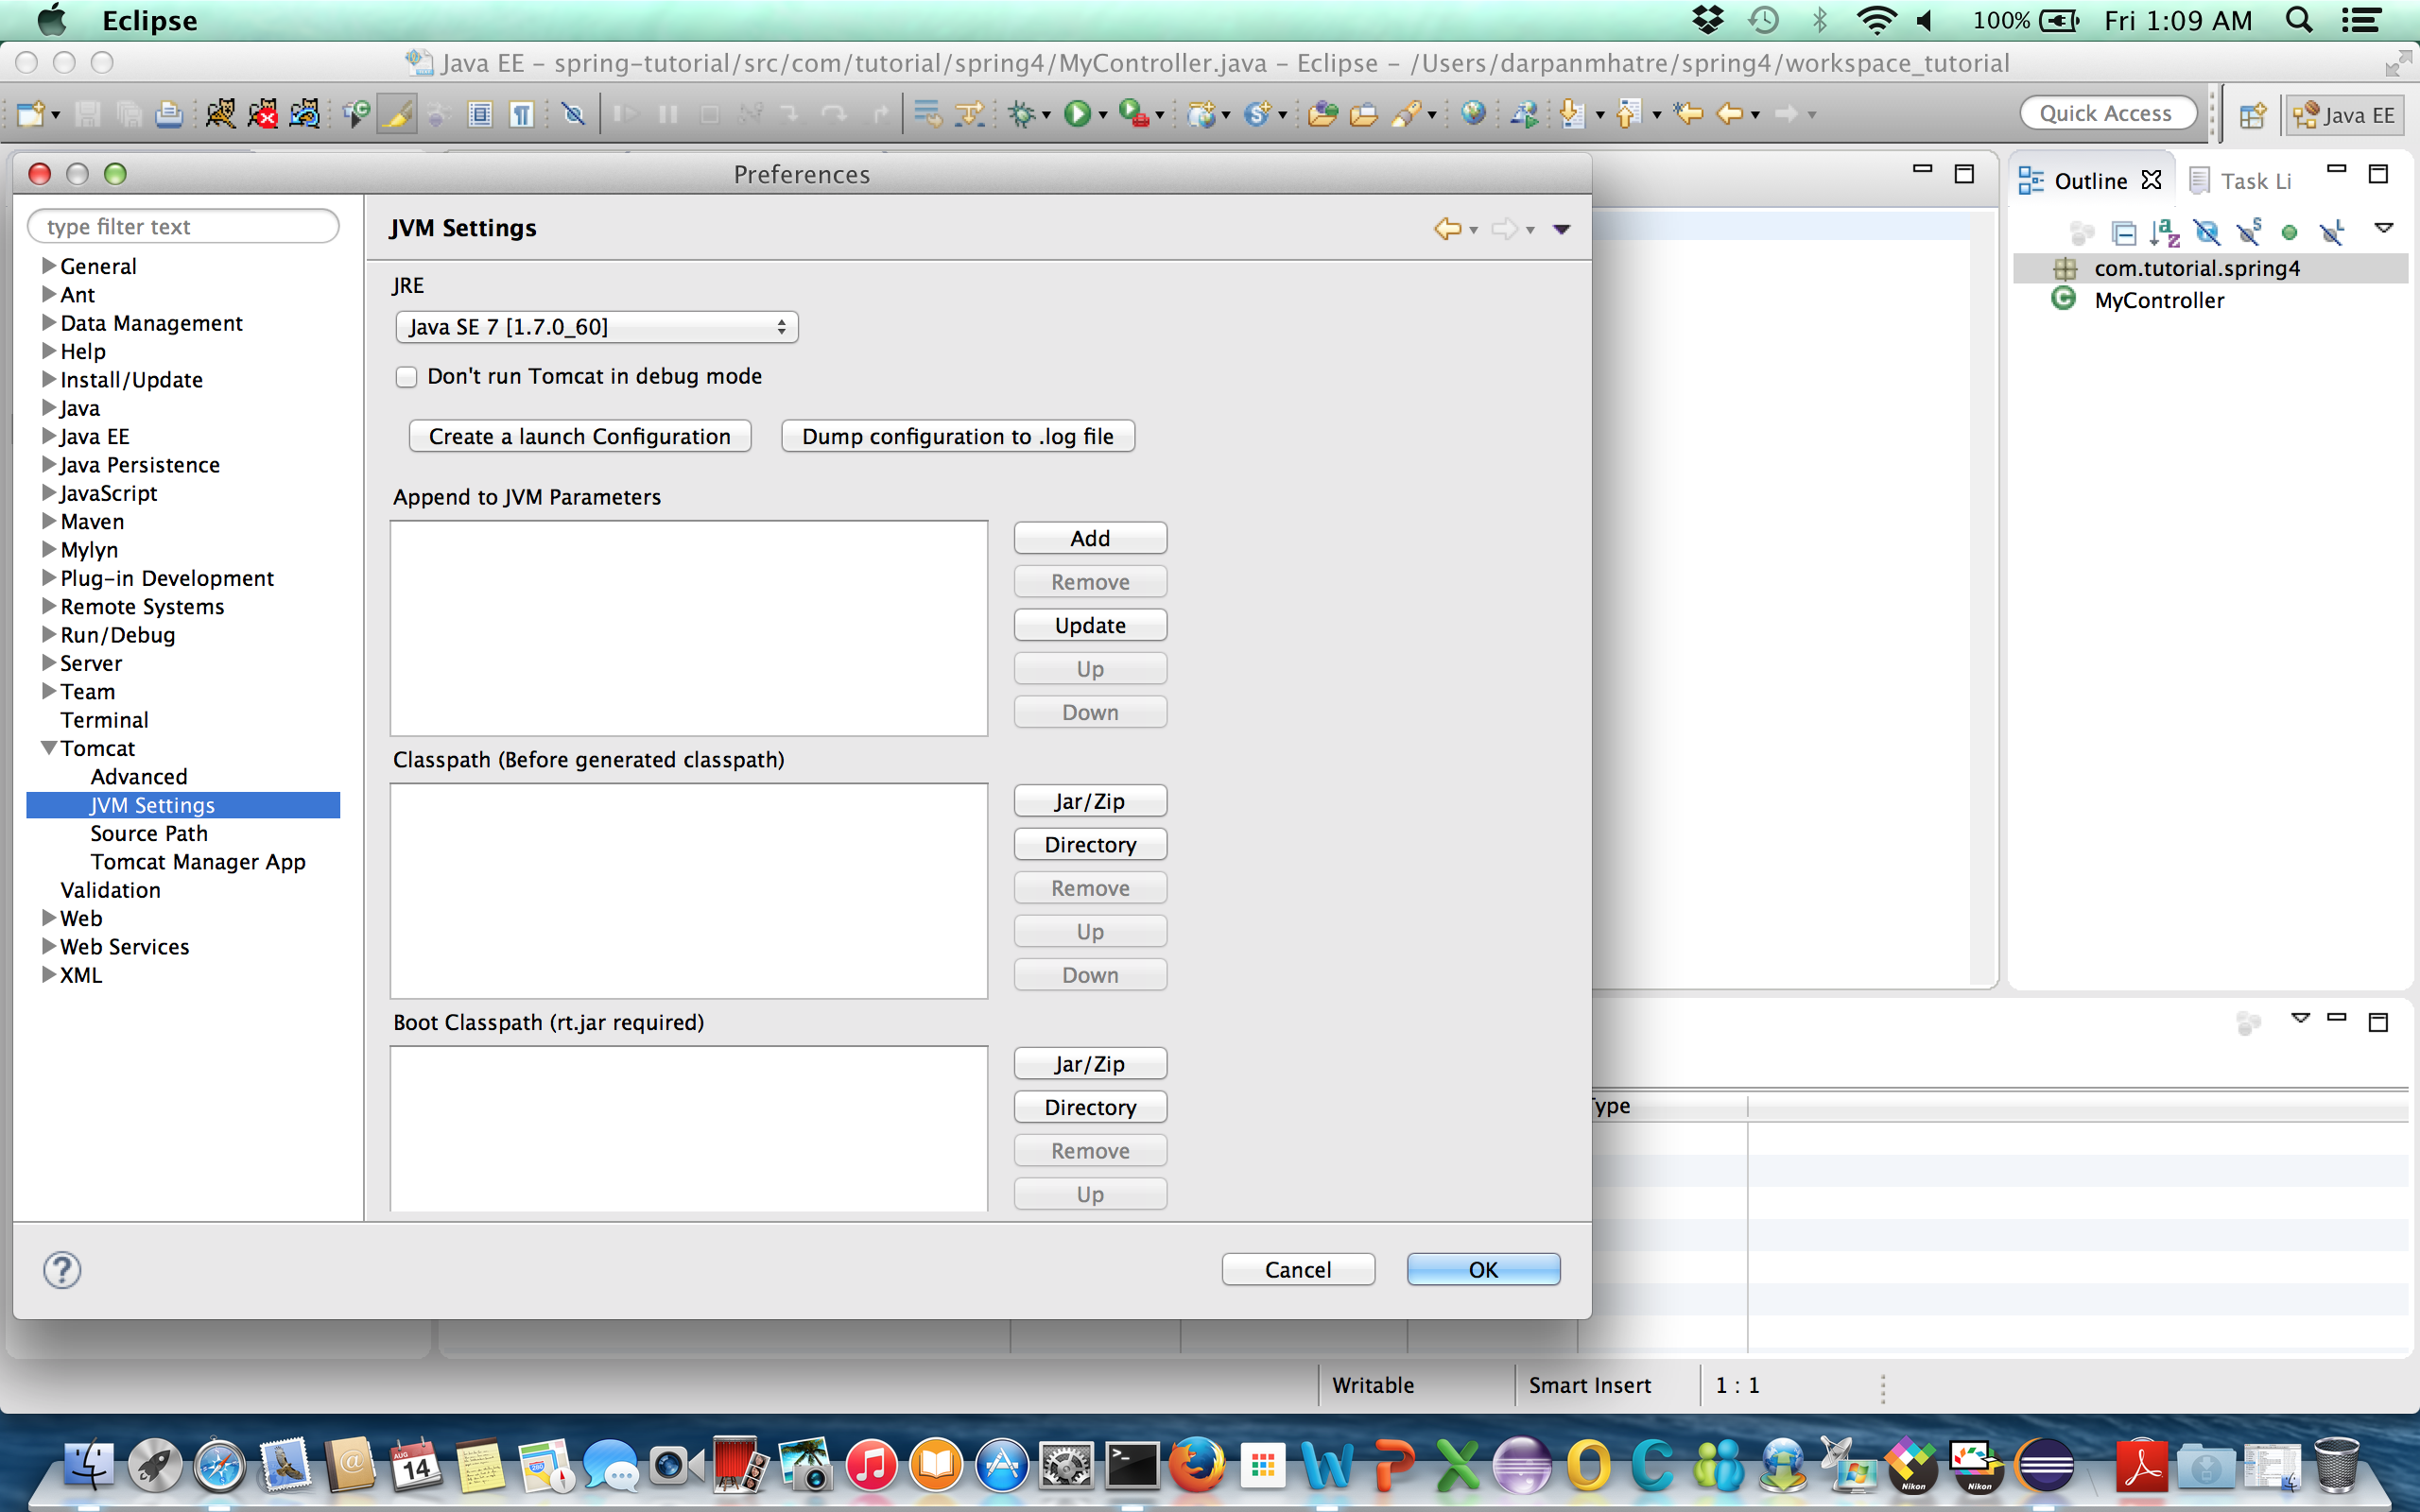 Eclipse
100%
Fri 1:09 AM
Java EE – spring-tutorial/src/com/tutorial/spring4/MyController.java – Eclipse – /Users/darpanmhatre/spring4/workspace_tutorial
Quick Access
Java EE
Preferences
type filter text
General
Ant
Data Management
Help
Install/Update
Java
Java EE
Java Persistence
JavaScript
Maven
Mylyn
Plug-in Development
Remote Systems
Run/Debug
Server
Team
Terminal
Tomcat
Advanced
JVM Settings
Source Path
Tomcat Manager App
Validation
Web
Web Services
XML
JVM Settings
JRE
Java SE 7 [1.7.0_60]
Don't run Tomcat in debug mode
Create a launch Configuration
Dump configuration to .log file
Append to JVM Parameters
Add
Remove
Update
Up
Down
Classpath (Before generated classpath)
Jar/Zip
Directory
Remove
Up
Down
Boot Classpath (rt.jar required)
Jar/Zip
Directory
Remove
Up
Cancel
OK
Outline
Task Li
com.tutorial.spring4
MyController
Type
Writable
Smart Insert
1 : 1
AUG
14
Nikon
Nikon